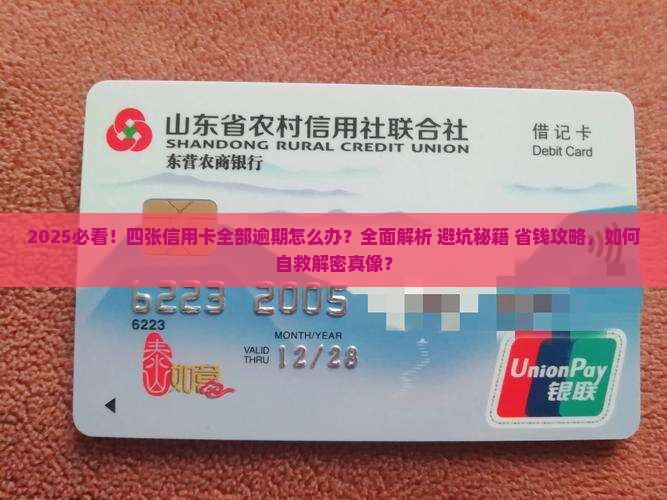 山东省农村信用社联合社
SHANDONG RURAL CREDIT UNION
东营农商银行
借记卡
Debit Card
2025必看！四张信用卡全部逾期怎么办？全面解析 避坑秘籍 省钱攻略，如何
自救解密真像？
6223 2005
6223
MONTH/YEAR
VALID
THRU
12/28
泰山如意
UnionPay
银联